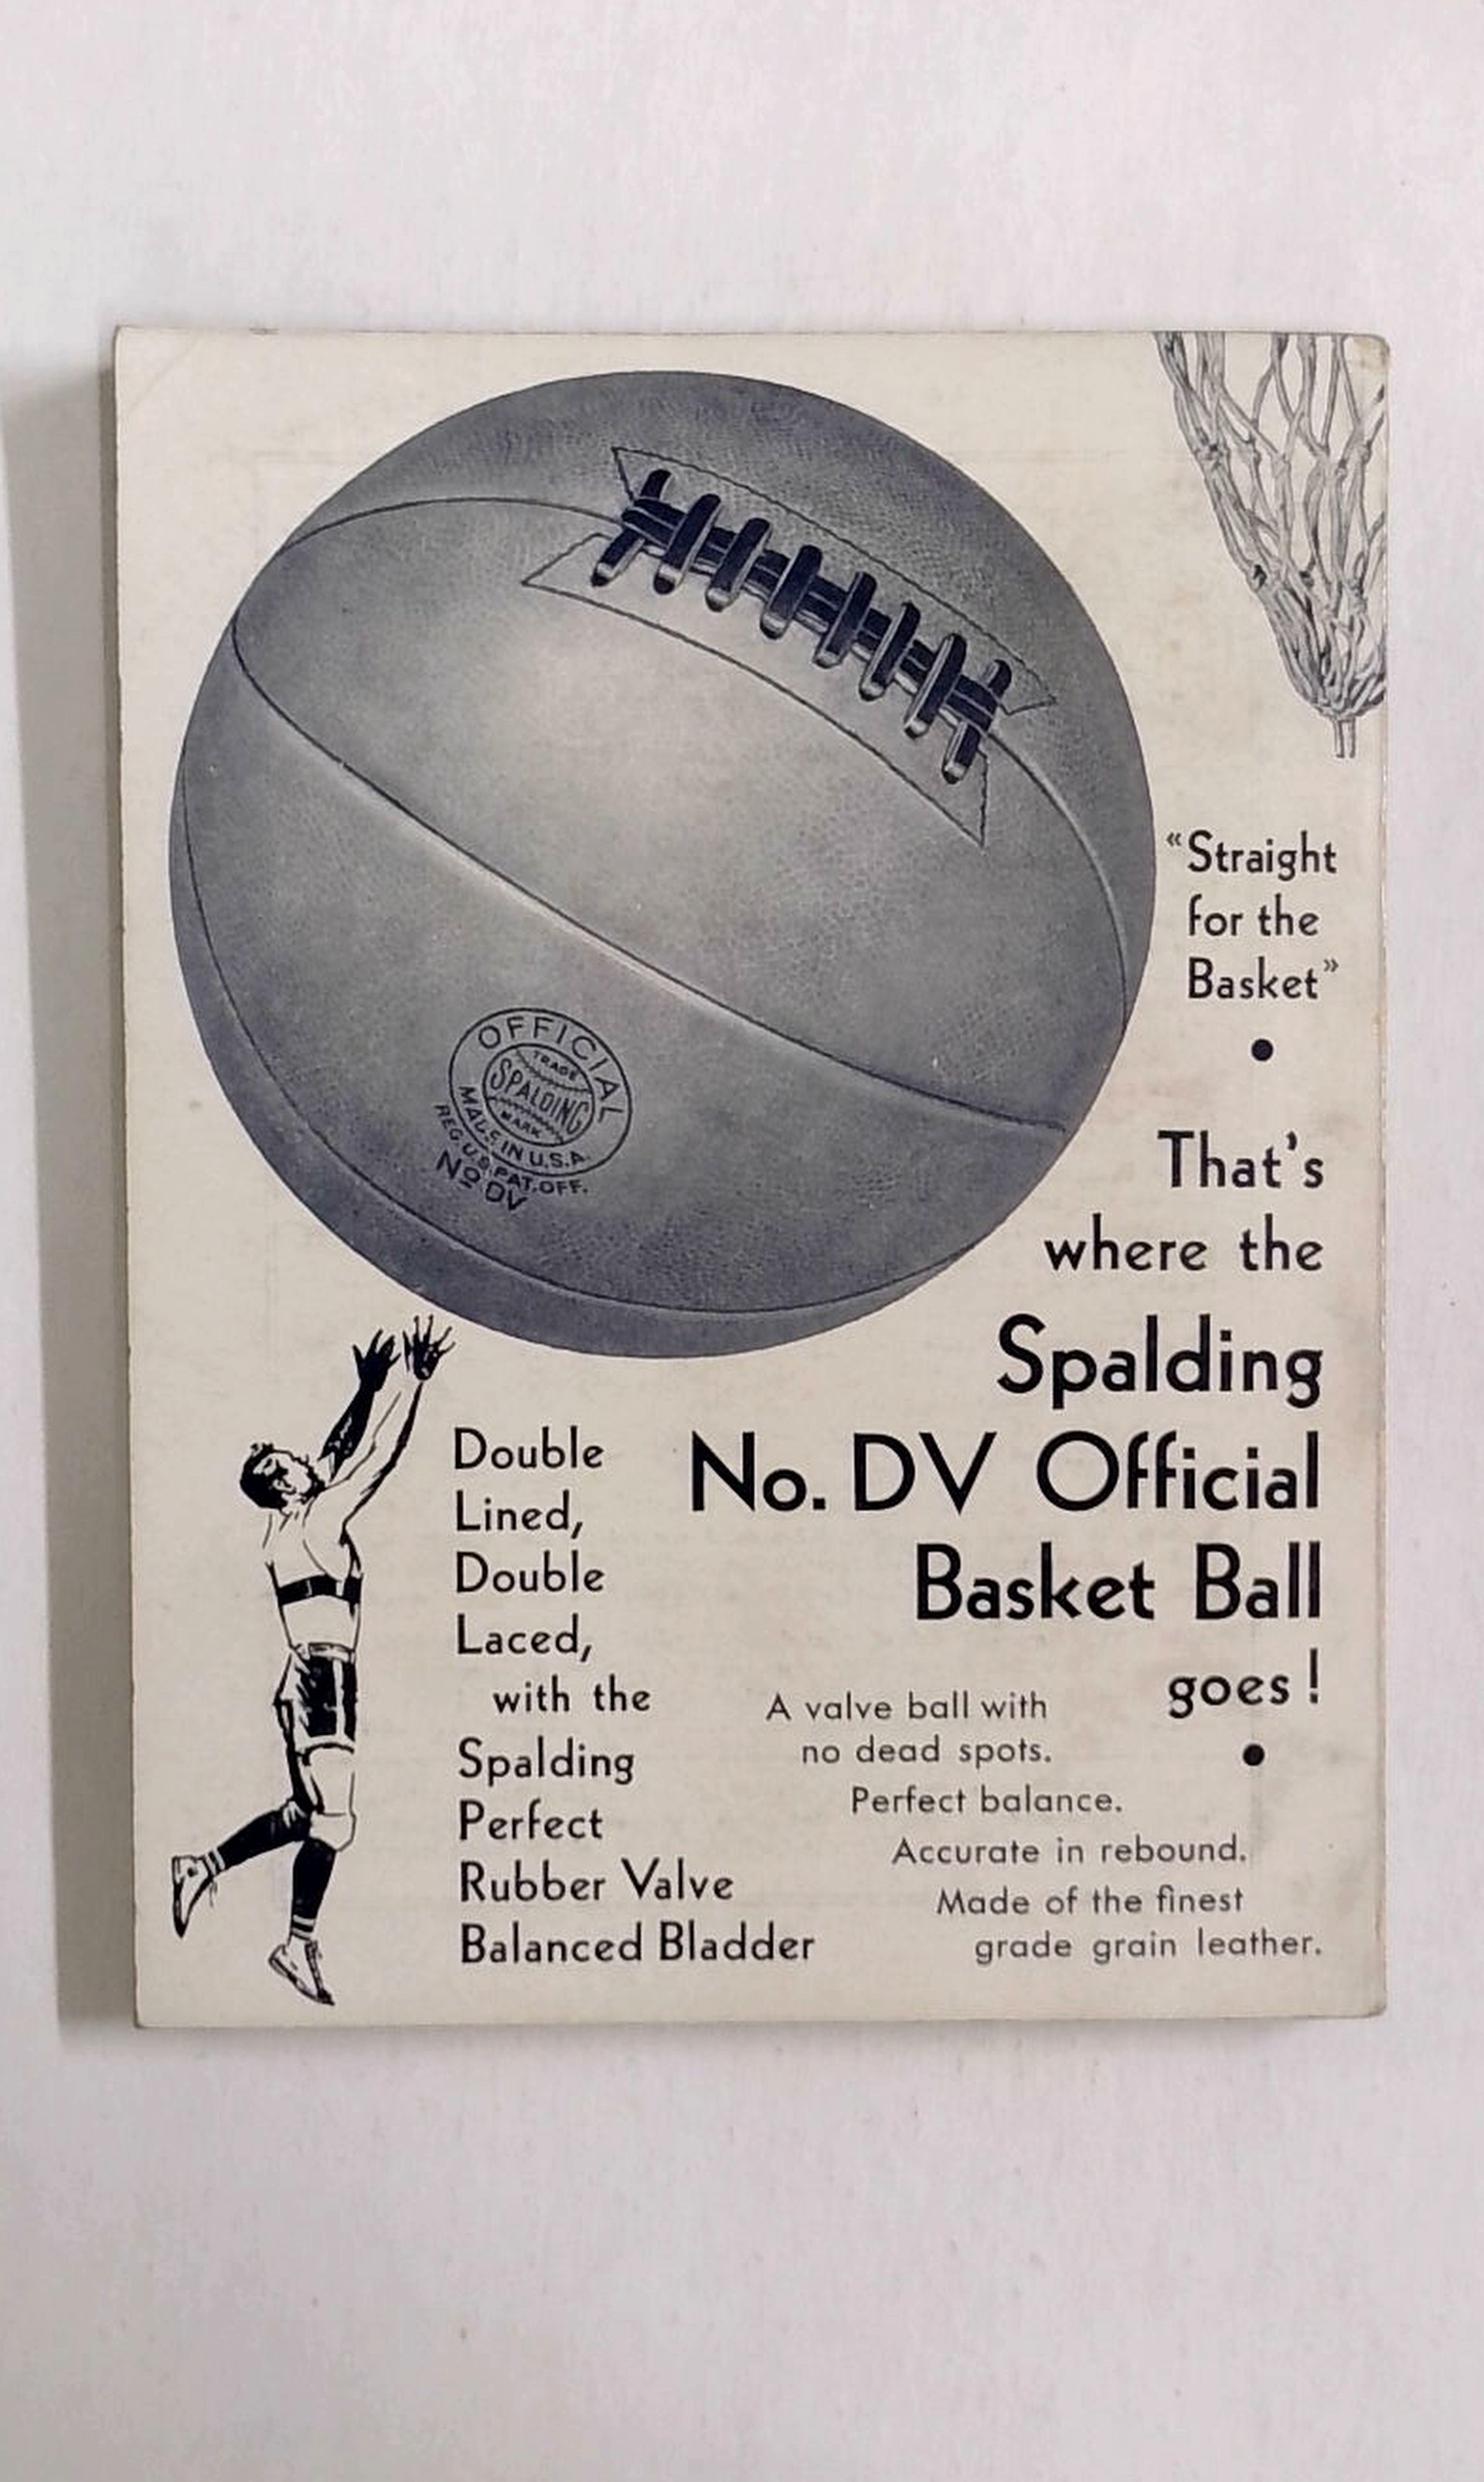 “Straight
for the
Basket”
•
That's
where the
Spalding
No. DV Official
Basket Ball
goes!
•
OFFICIAL
TRADE
SPALDING
MARK
MADE IN U.S.A.
REG. U.S. PAT. OFF.
Nº DV
Double
Lined,
Double
Laced,
with the
Spalding
Perfect
Rubber Valve
Balanced Bladder
A valve ball with
no dead spots.
Perfect balance.
Accurate in rebound.
Made of the finest
grade grain leather.